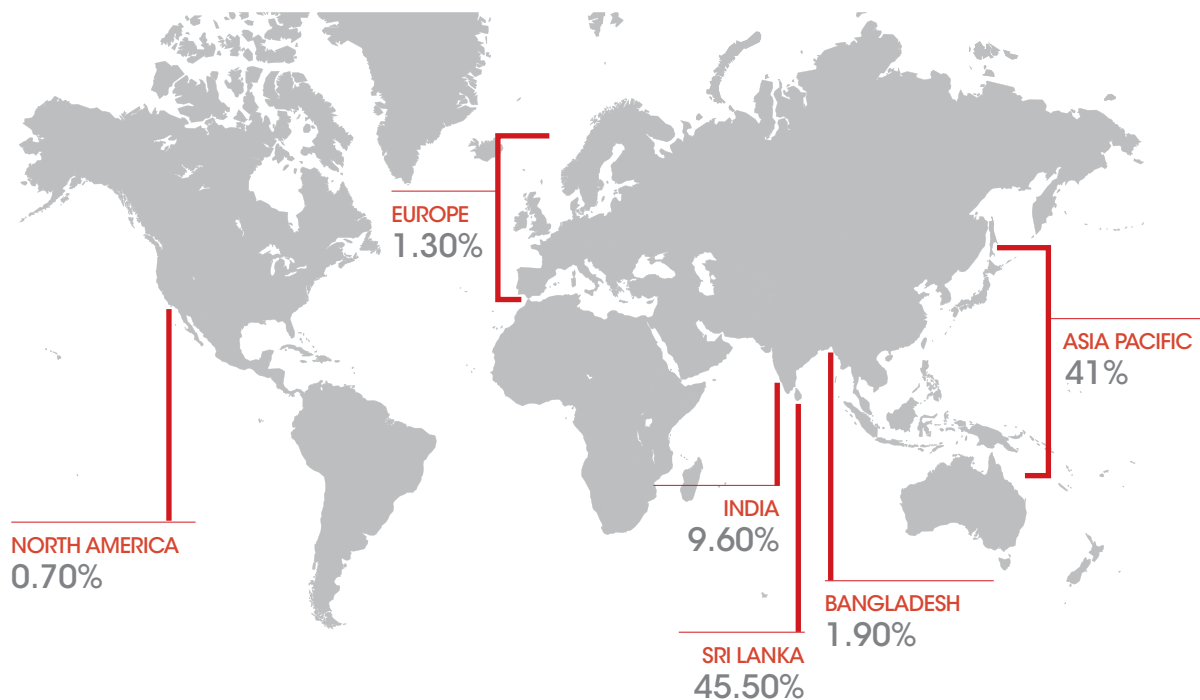 EUROPE
1.30%
ASIA PACIFIC
41%
INDIA
9.60%
NORTH AMERICA
0.70%
BANGLADESH
1.90%
SRI LANKA
45.50%